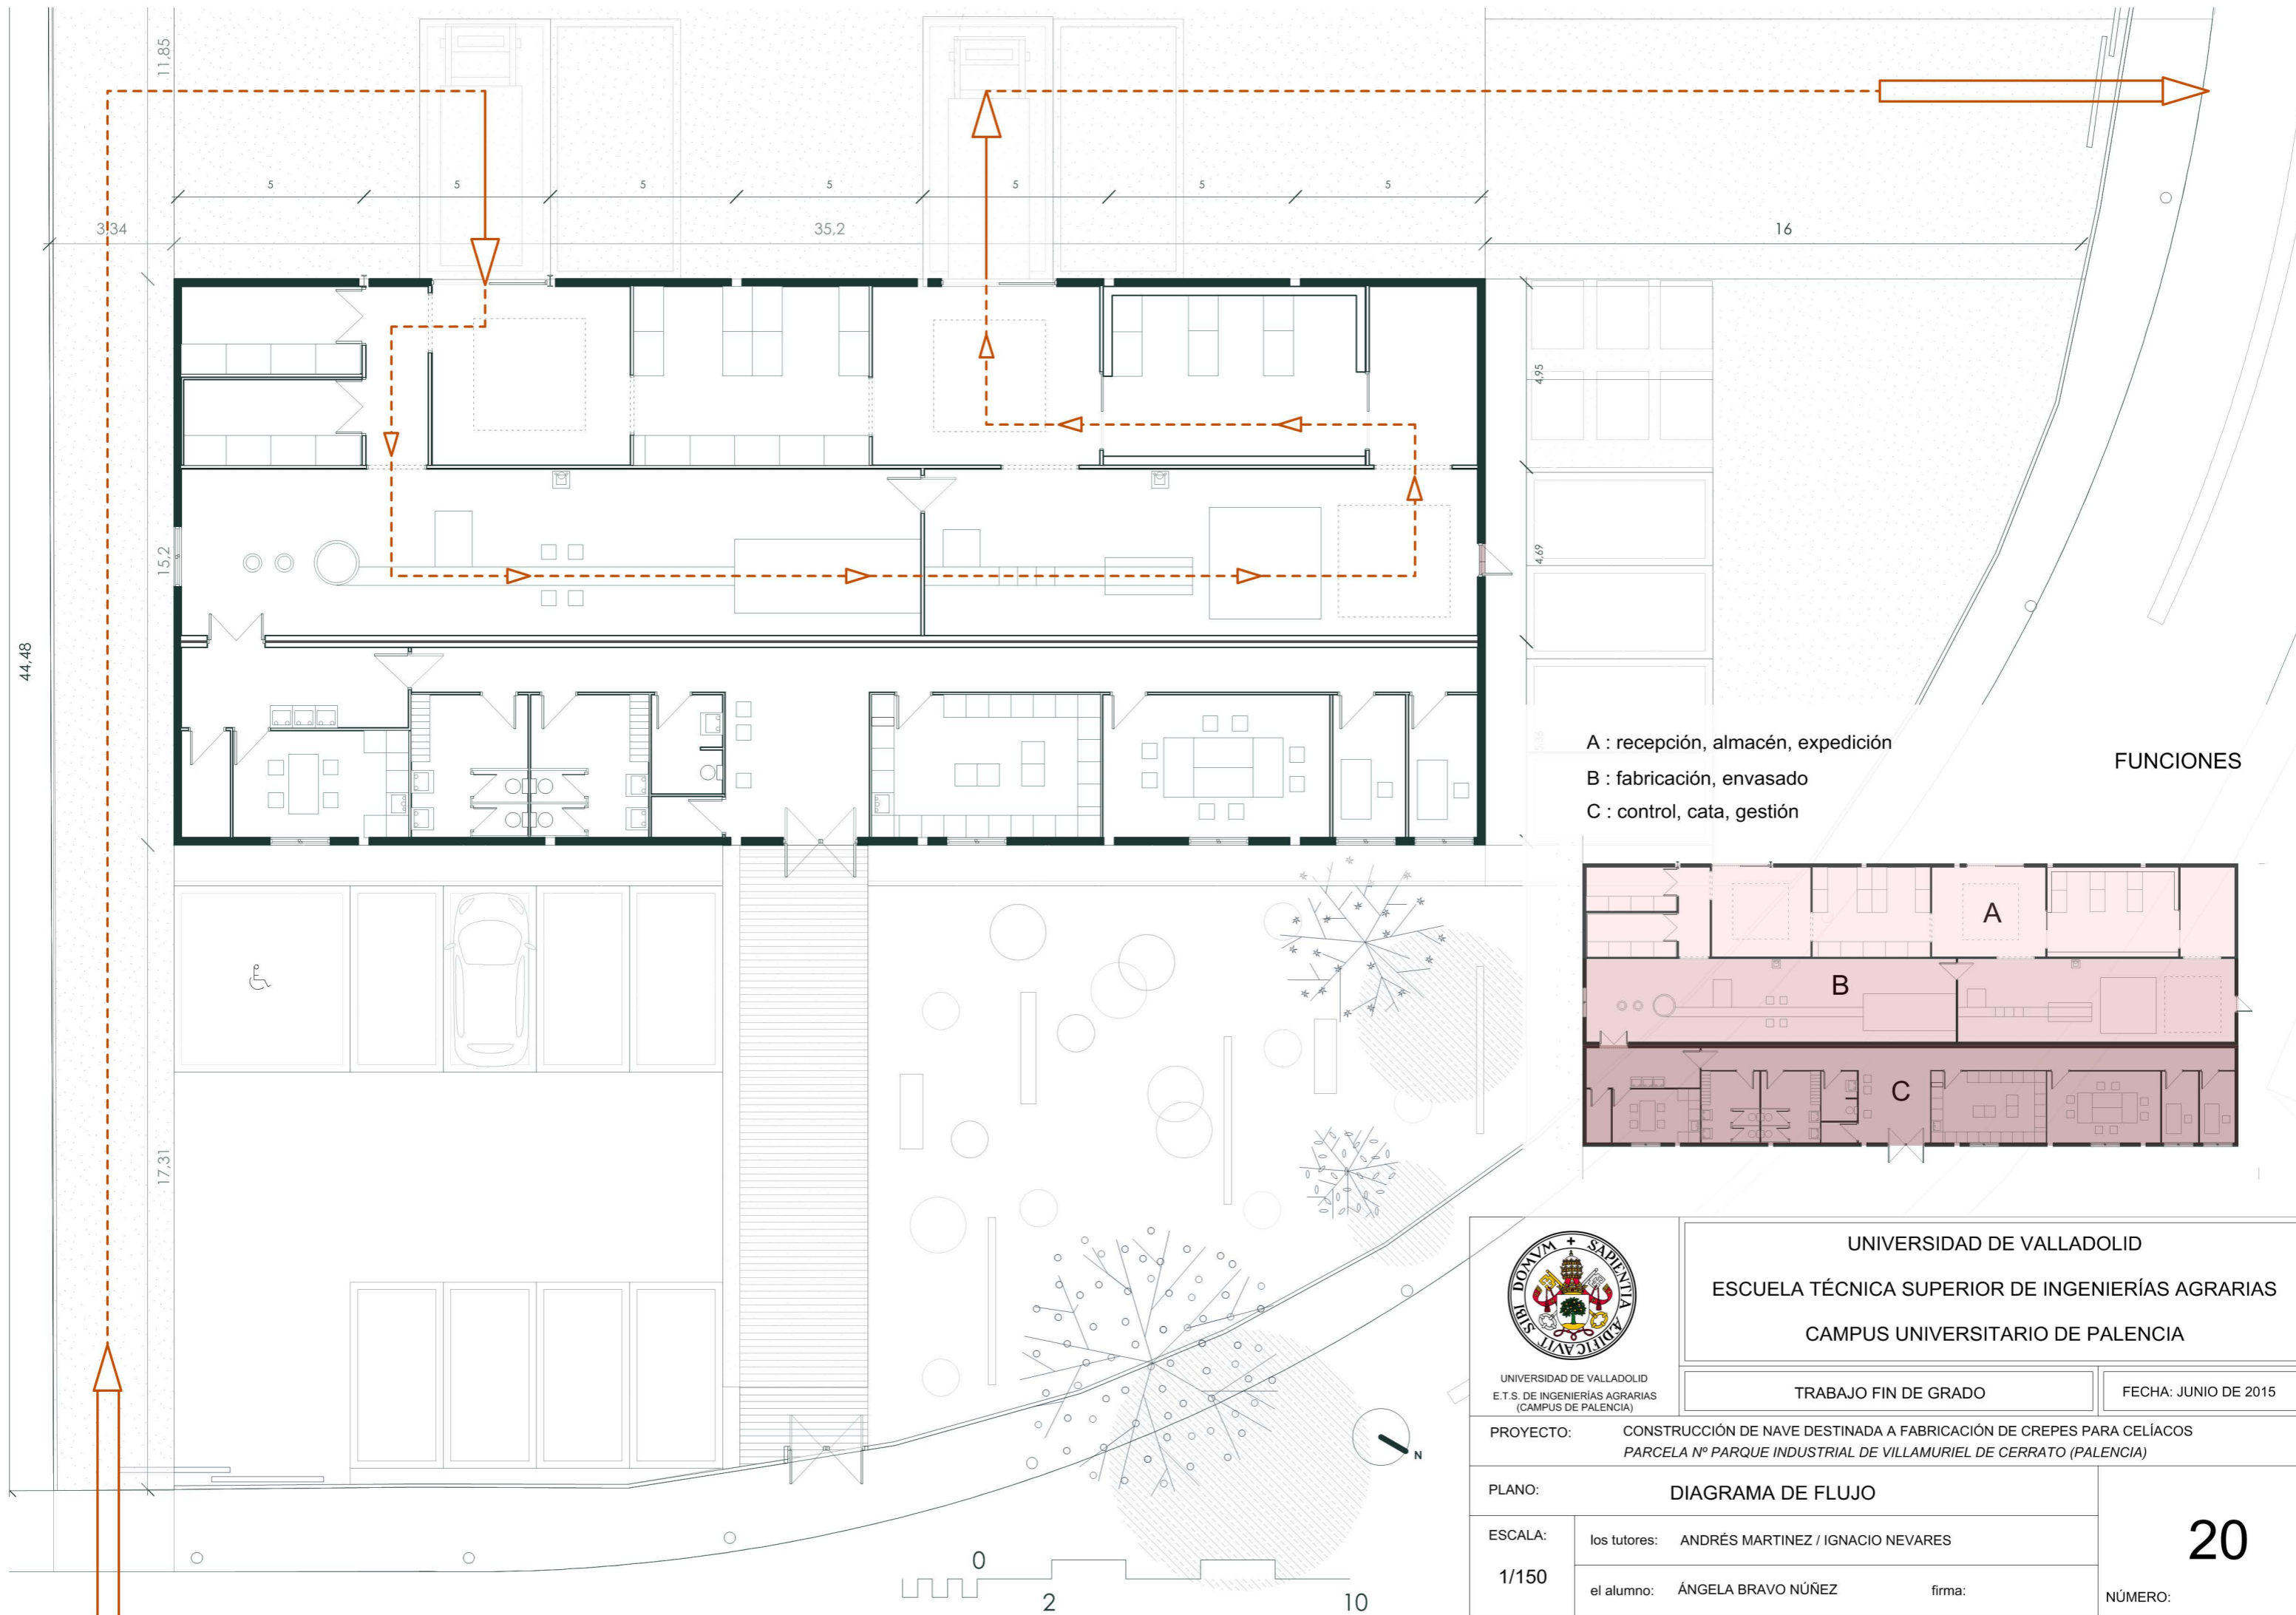 11,85
5
5
5
5
5
5
5
3,34
35,2
16
4,95
15,2
4,69
44,48
17,31
A : recepción, almacén, expedición
B : fabricación, envasado
C : control, cata, gestión
FUNCIONES
A
B
C
N
0
2
10
SIBI DOMVM + SAPIENTIA ÆDIFICAVIT
UNIVERSIDAD DE VALLADOLID
E.T.S. DE INGENIERÍAS AGRARIAS
(CAMPUS DE PALENCIA)
UNIVERSIDAD DE VALLADOLID
ESCUELA TÉCNICA SUPERIOR DE INGENIERÍAS AGRARIAS
CAMPUS UNIVERSITARIO DE PALENCIA
TRABAJO FIN DE GRADO
FECHA: JUNIO DE 2015
PROYECTO: CONSTRUCCIÓN DE NAVE DESTINADA A FABRICACIÓN DE CREPES PARA CELÍACOS
PARCELA Nº PARQUE INDUSTRIAL DE VILLAMURIEL DE CERRATO (PALENCIA)
PLANO: DIAGRAMA DE FLUJO
ESCALA:
1/150
los tutores: ANDRÉS MARTINEZ / IGNACIO NEVARES
el alumno: ÁNGELA BRAVO NÚÑEZ firma:
20
NÚMERO: